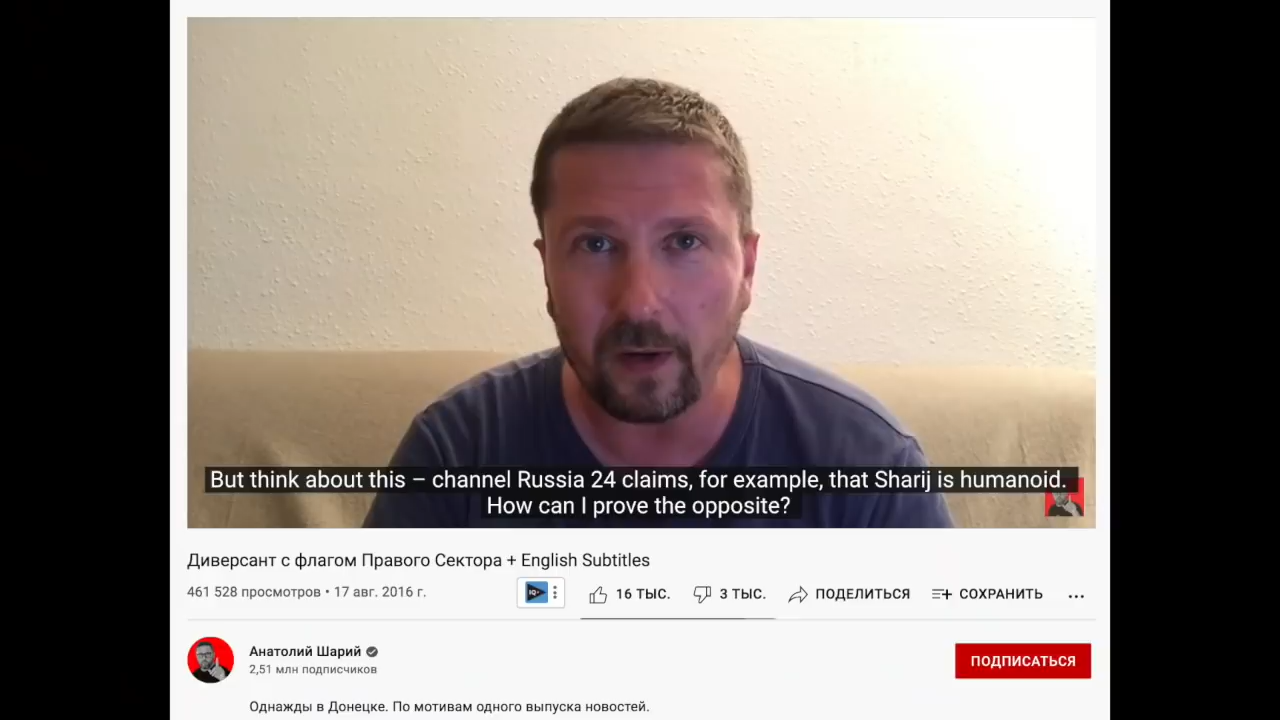 But think about this – channel Russia 24 claims, for example, that Sharij is humanoid.
How can I prove the opposite?
Диверсант с флагом Правого Сектора + English Subtitles
461 528 просмотров • 17 авг. 2016 г.
IQ+
16 ТЫС.
3 ТЫС.
ПОДЕЛИТЬСЯ
СОХРАНИТЬ
Анатолий Шарий
2,51 млн подписчиков
ПОДПИСАТЬСЯ
Однажды в Донецке. По мотивам одного выпуска новостей.